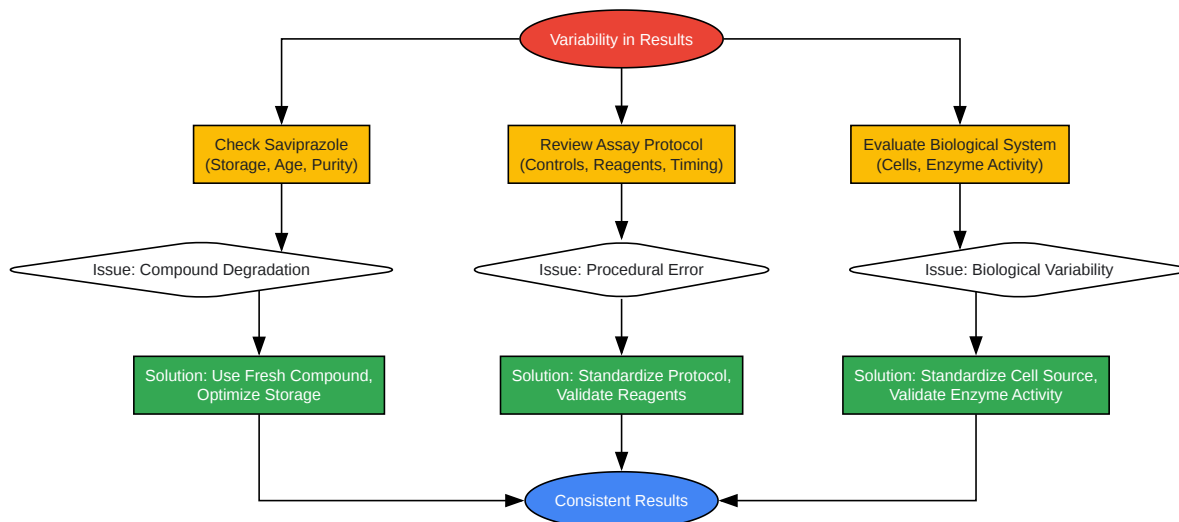 Variability in Results
Check Saviprazole
(Storage, Age, Purity)
Review Assay Protocol
(Controls, Reagents, Timing)
Evaluate Biological System
(Cells, Enzyme Activity)
Issue: Compound Degradation
Issue: Procedural Error
Issue: Biological Variability
Solution: Use Fresh Compound,
Optimize Storage
Solution: Standardize Protocol,
Validate Reagents
Solution: Standardize Cell Source,
Validate Enzyme Activity
Consistent Results